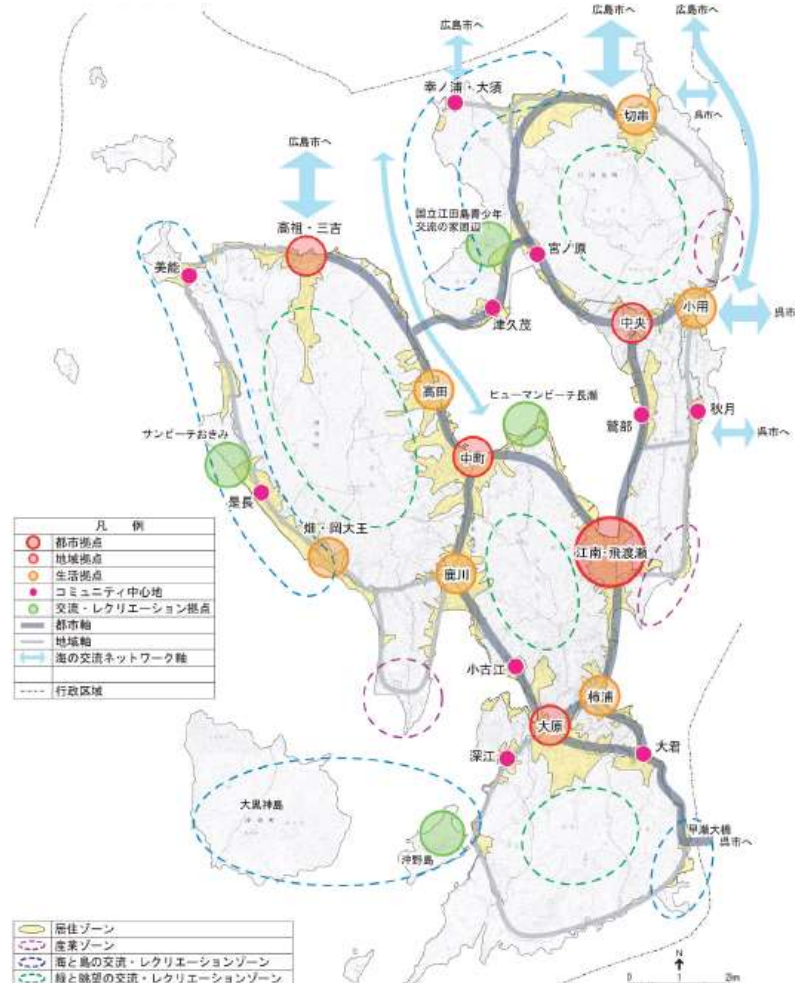 広島市へ
広島市へ
広島市へ
幸ノ浦・大須
切串
呉市へ
広島市へ
国立江田島青少年
交流の家周辺
高祖・三吉
宮ノ原
美能
津久茂
中央
小用
呉市
高田
ヒューマンビーチ長瀬
秋月
鷲部
呉市へ
サンビーチおきみ
中町
是長
畑・岡大王
江南・飛渡瀬
鹿川
凡 例
都市拠点
地域拠点
生活拠点
コミュニティ中心地
交流・レクリエーション拠点
都市軸
地域軸
海の交流ネットワーク軸
行政区域
小古江
柿浦
大原
大君
深江
大黒神島
沖野島
早瀬大橋
呉市へ
居住ゾーン
産業ゾーン
海と島の交流・レクリエーションゾーン
緑と眺望の交流・レクリエーションゾーン
N
0 1 2km